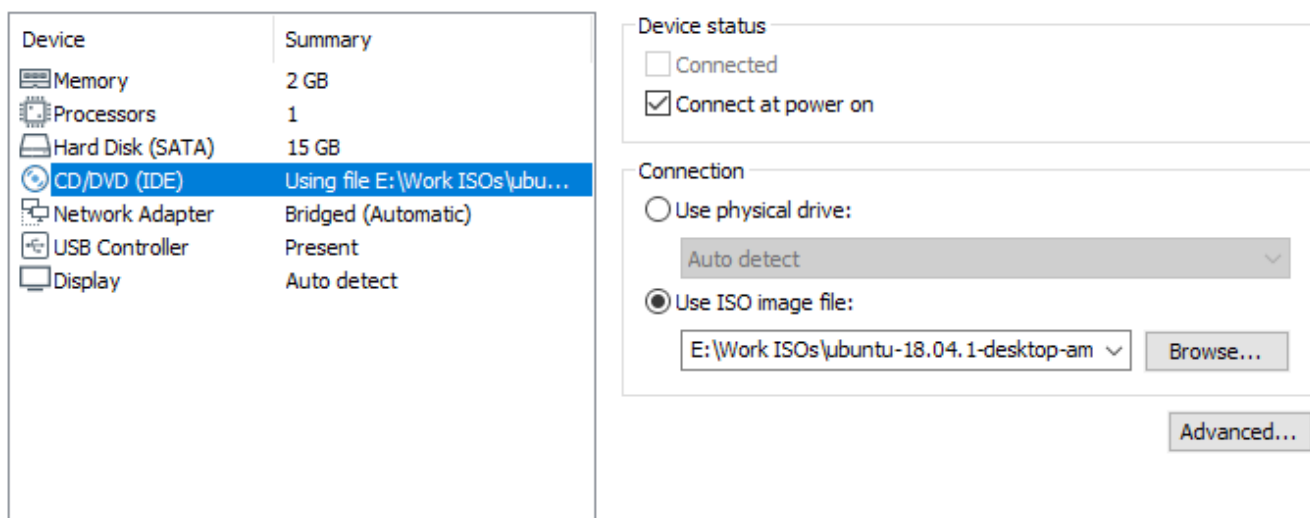 Device Summary
Memory 2 GB
Processors 1
Hard Disk (SATA) 15 GB
CD/DVD (IDE) Using file E:\Work ISOs\ubu...
Network Adapter Bridged (Automatic)
USB Controller Present
Display Auto detect
Device status
Connected
Connect at power on
Connection
Use physical drive:
Auto detect
Use ISO image file:
E:\Work ISOs\ubuntu-18.04.1-desktop-am
Browse...
Advanced...